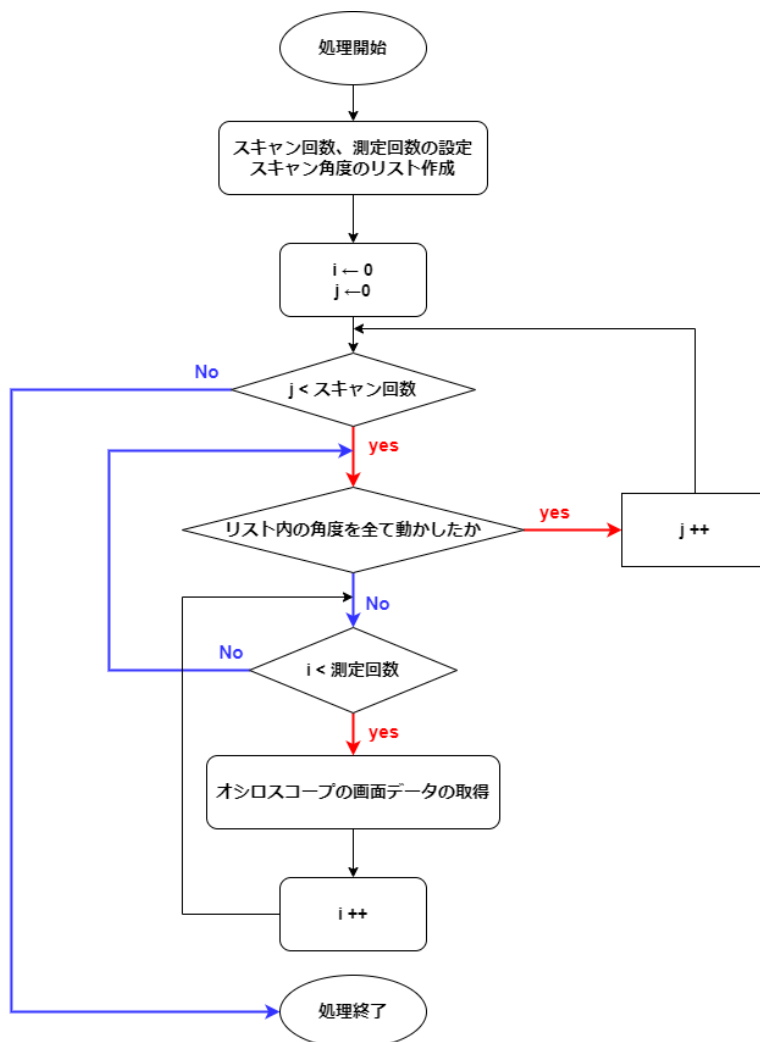 処理開始
スキャン回数、測定回数の設定
スキャン角度のリスト作成
i ← 0
j ←0
No
j < スキャン回数
yes
リスト内の角度を全て動かしたか
yes
j ++
No
No
i < 測定回数
yes
オシロスコープの画面データの取得
i ++
処理終了